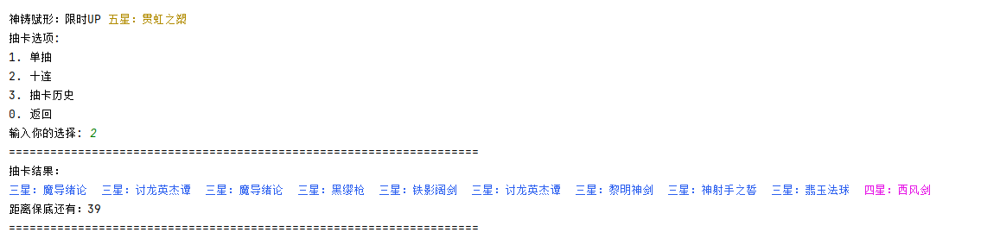 神铸赋形: 限时UP 五星: 贯虹之槊
抽卡选项:
1. 单抽
2. 十连
3. 抽卡历史
0. 返回
输入你的选择: 2
====================================================================
抽卡结果:
三星: 魔导绪论 三星: 讨龙英杰谭 三星: 魔导绪论 三星: 黑缨枪 三星: 铁影阔剑 三星: 讨龙英杰谭 三星: 黎明神剑 三星: 神射手之誓 三星: 翡玉法球 四星: 西风剑
距离保底还有: 39
====================================================================